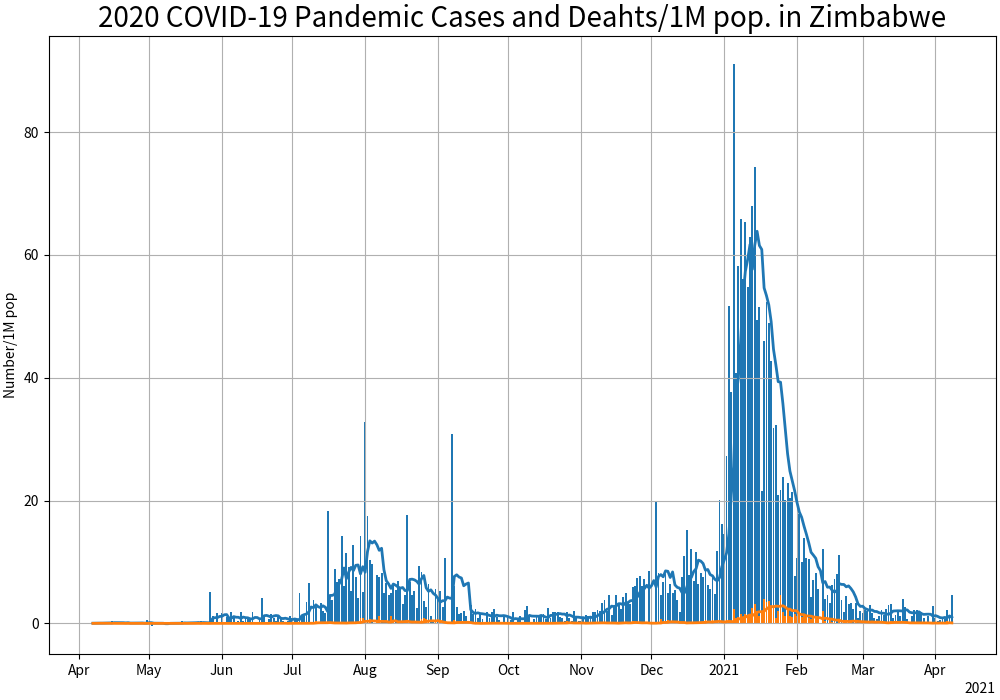 2020 COVID-19 Pandemic Cases and Deahts/1M pop. in Zimbabwe
Number/1M pop
80
60
40
20
0
Apr May Jun Jul Aug Sep Oct Nov Dec 2021 Feb Mar Apr
2021